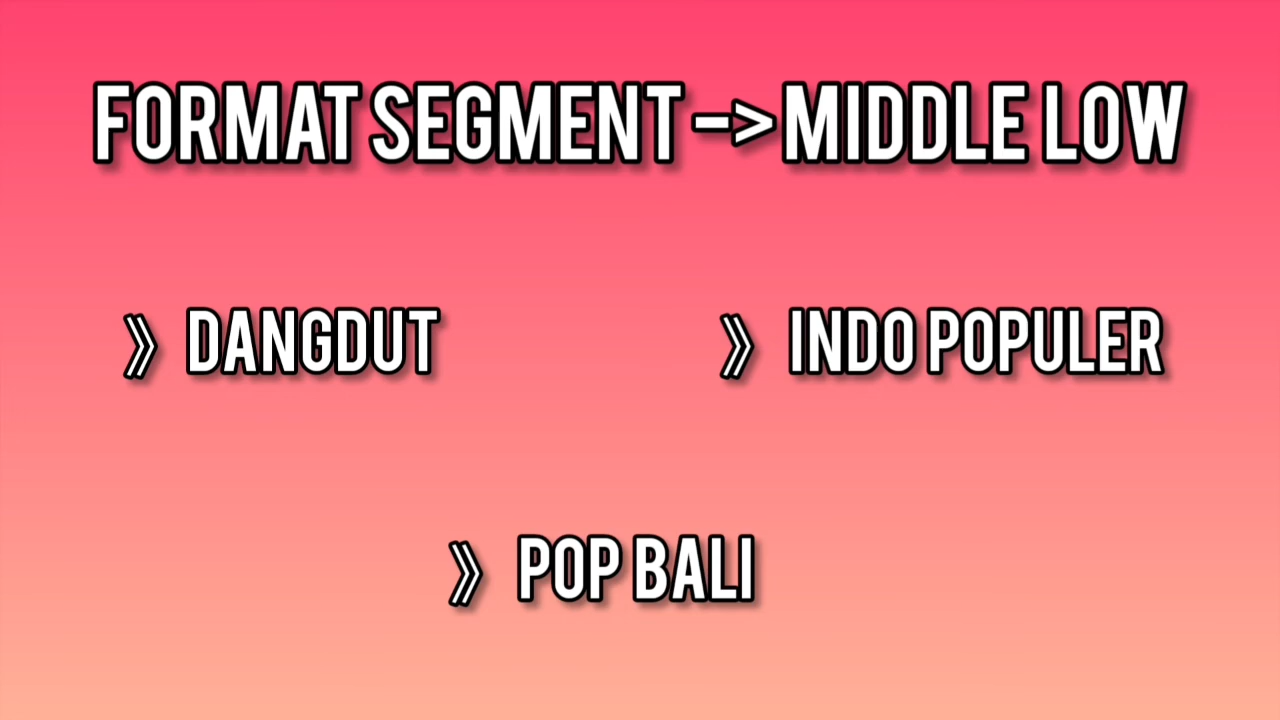 FORMAT SEGMENT -> MIDDLE LOW
》 DANGDUT
》 INDO POPULER
》 POP BALI